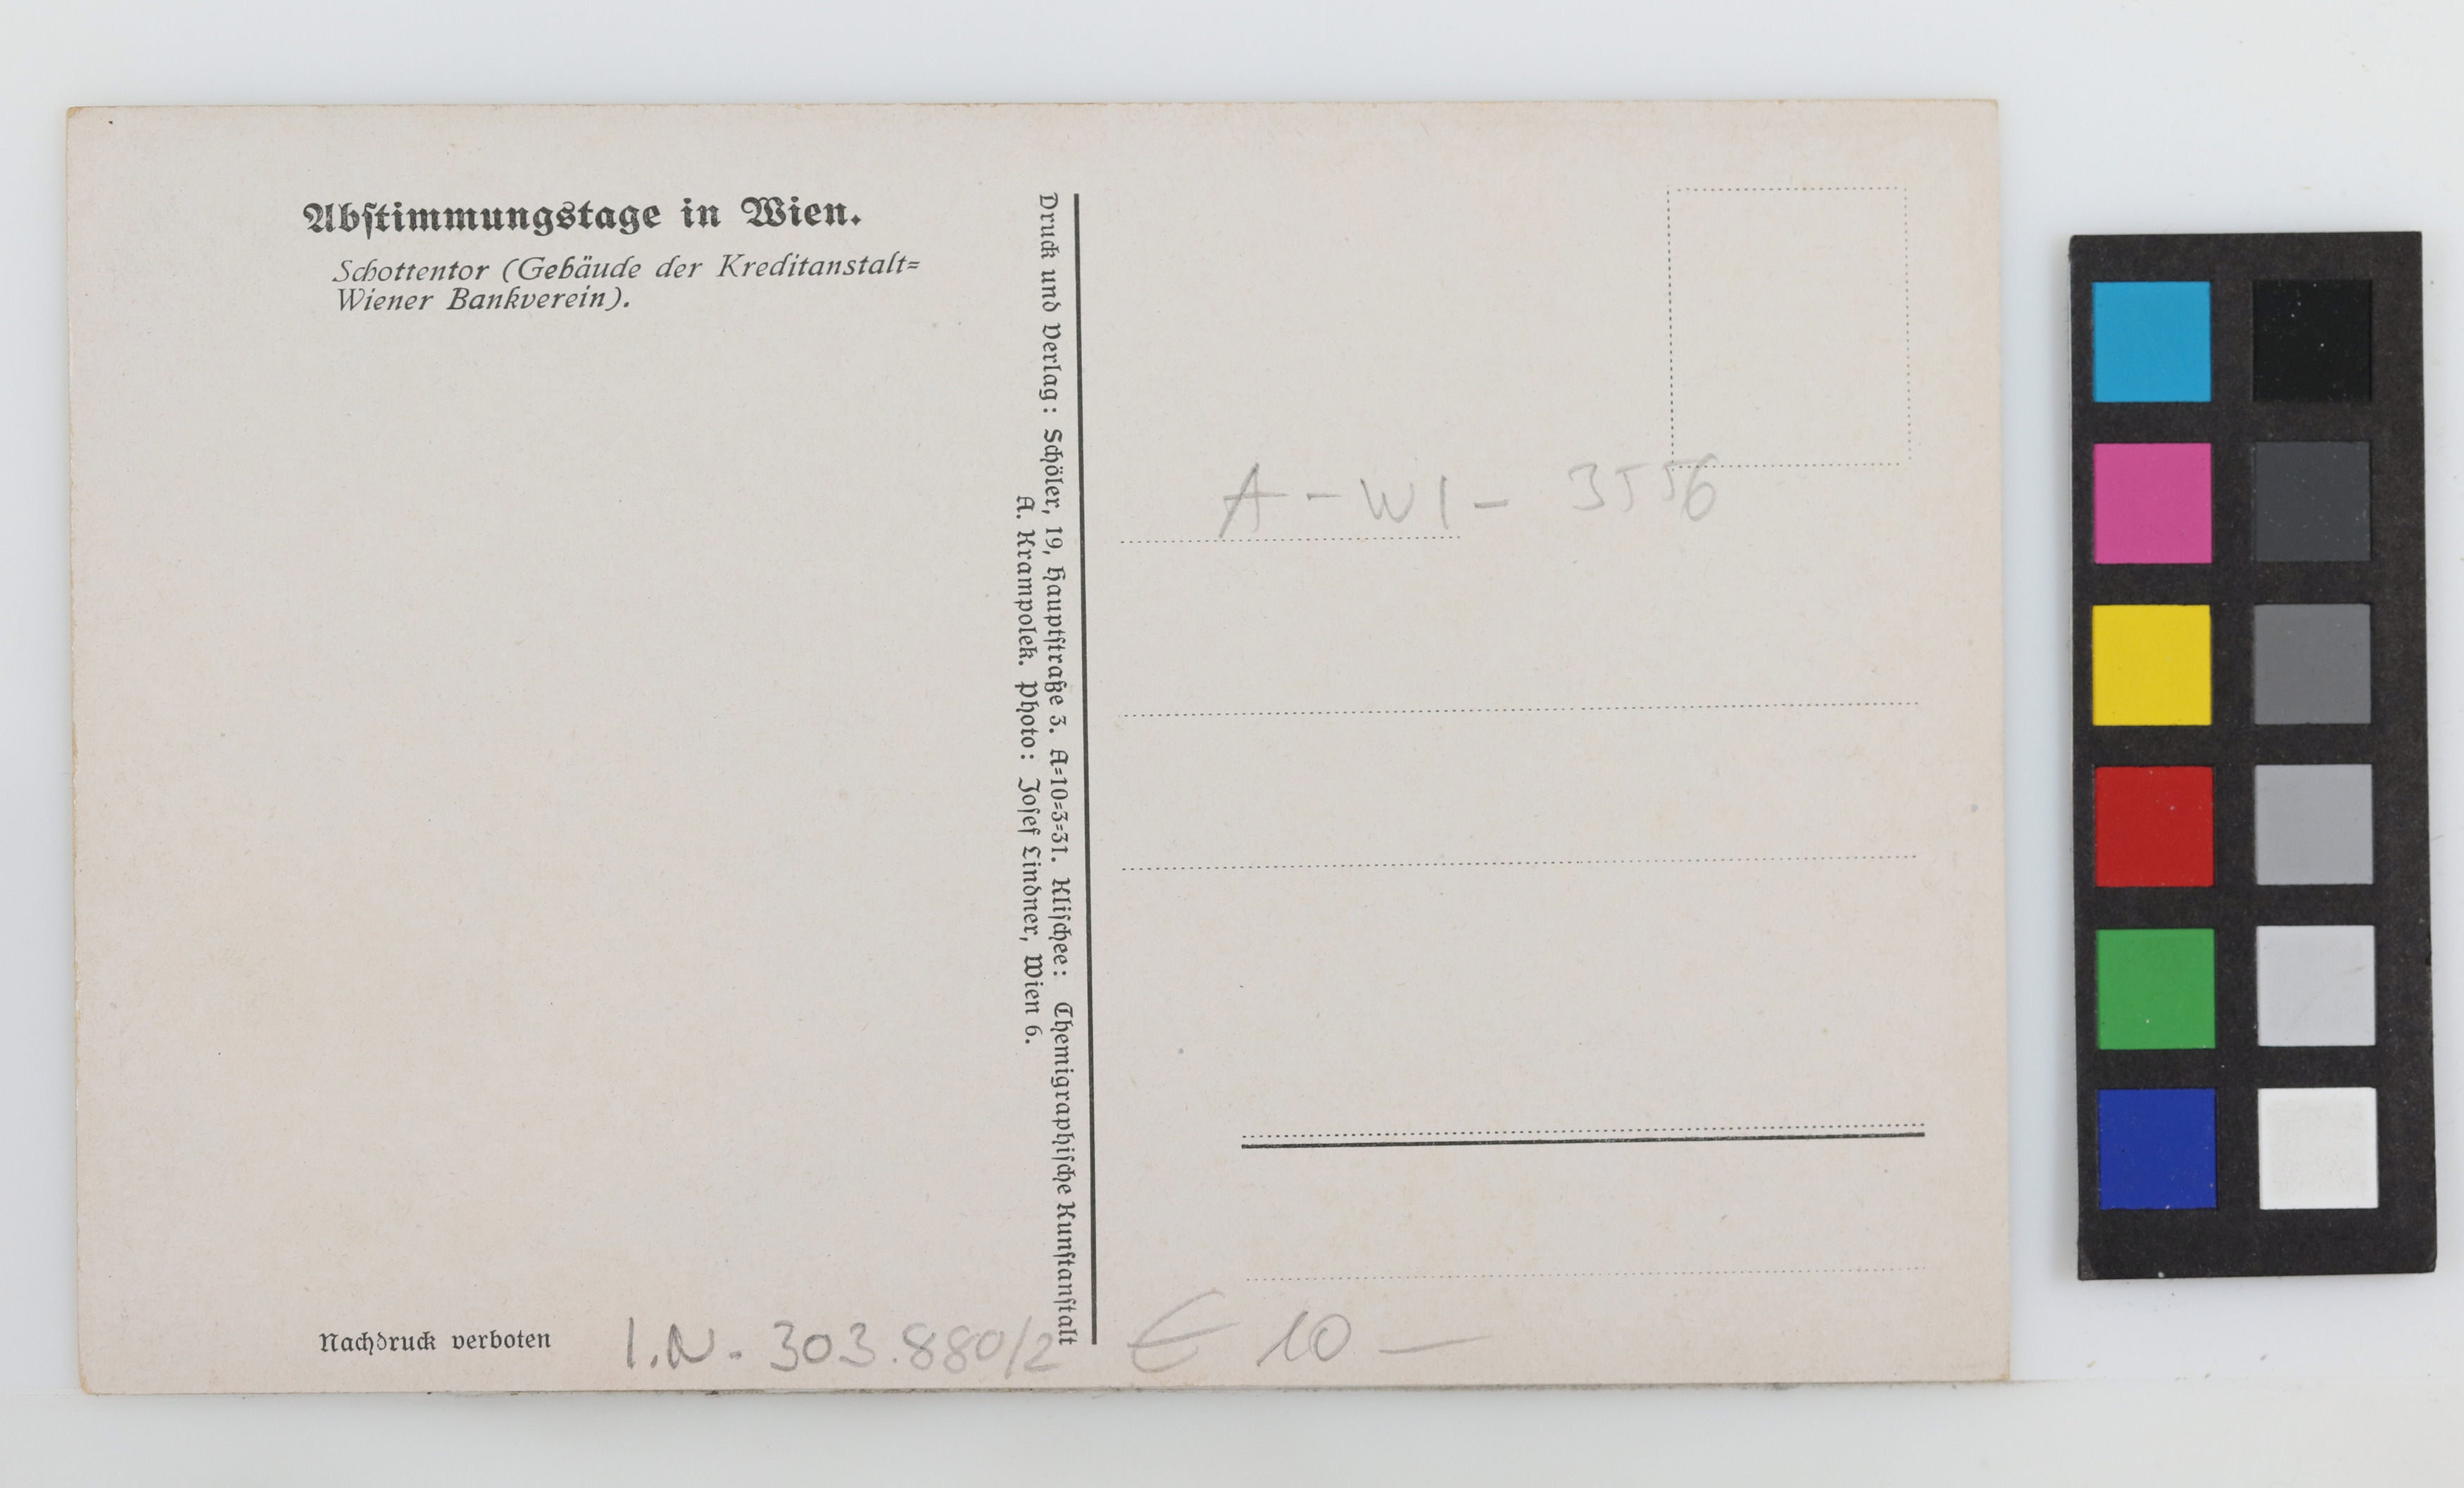 Abſtimmungstage in Wien.
Schottentor (Gebäude der Kreditanstalt=
Wiener Bankverein).
Druck und Verlag: Schöler, 19, Hauptſtraße 3. A=10=3=31. Kliſchee: Chemigraphiſche Kunſtanſtalt
A. Krampolek. Photo: Joſef Lindner, Wien 6.
A - WI - 3556
Nachdruck verboten
I.N. 303.880/2
€ 10 —